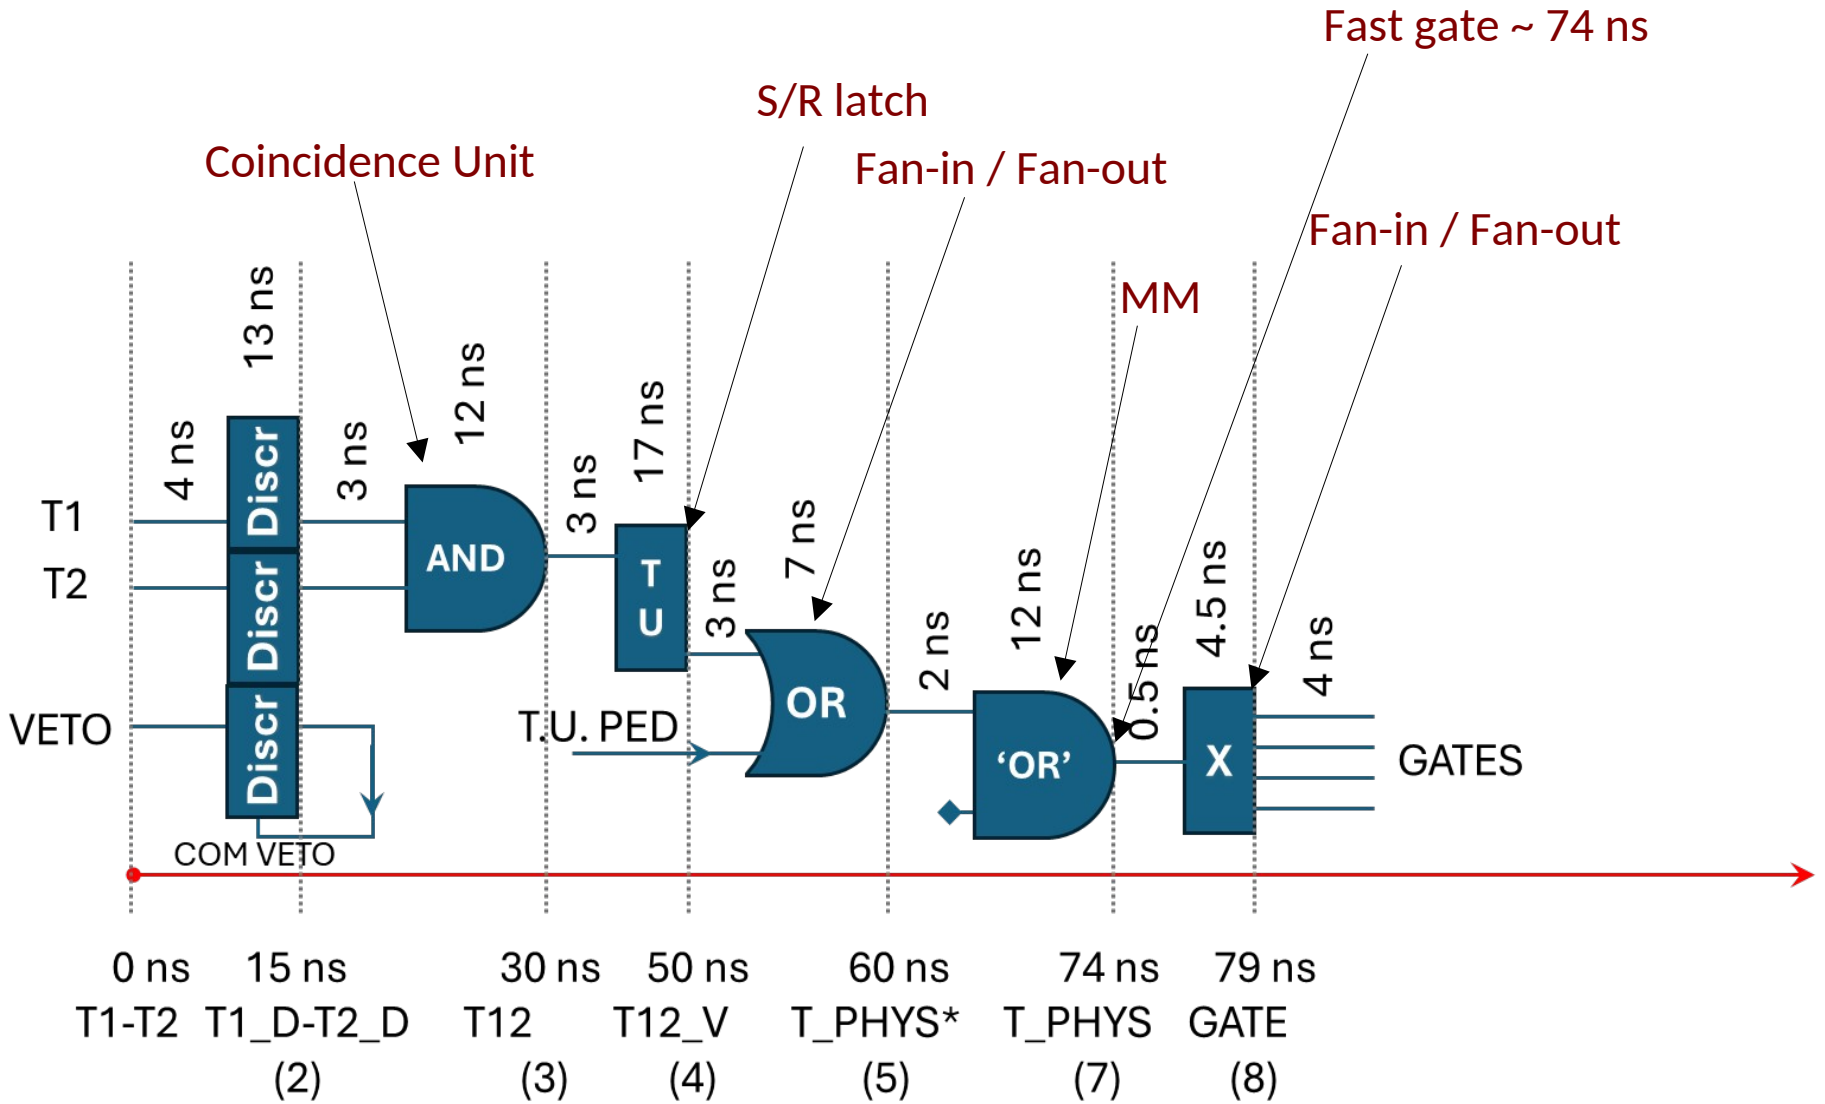 Fast gate ~ 74 ns
S/R latch
Coincidence Unit
Fan-in / Fan-out
Fan-in / Fan-out
MM
13 ns
12 ns
4 ns
3 ns
17 ns
3 ns
7 ns
3 ns
12 ns
2 ns
0.5 ns
4.5 ns
4 ns
T1
T2
VETO
Discr
Discr
Discr
COM VETO
AND
T
U
T.U. PED
OR
'OR'
X
GATES
0 ns 15 ns 30 ns 50 ns 60 ns 74 ns 79 ns
T1-T2 T1_D-T2_D T12 T12_V T_PHYS* T_PHYS GATE
(2) (3) (4) (5) (7) (8)